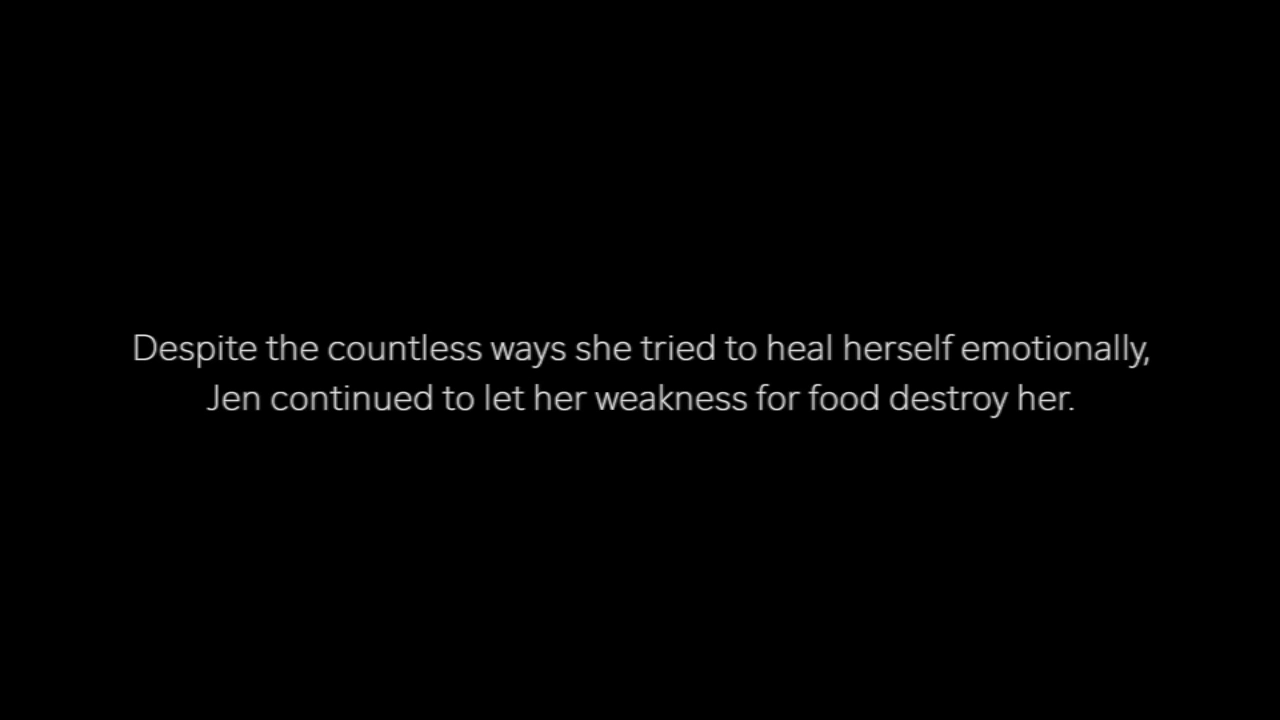 Despite the countless ways she tried to heal herself emotionally,
Jen continued to let her weakness for food destroy her.